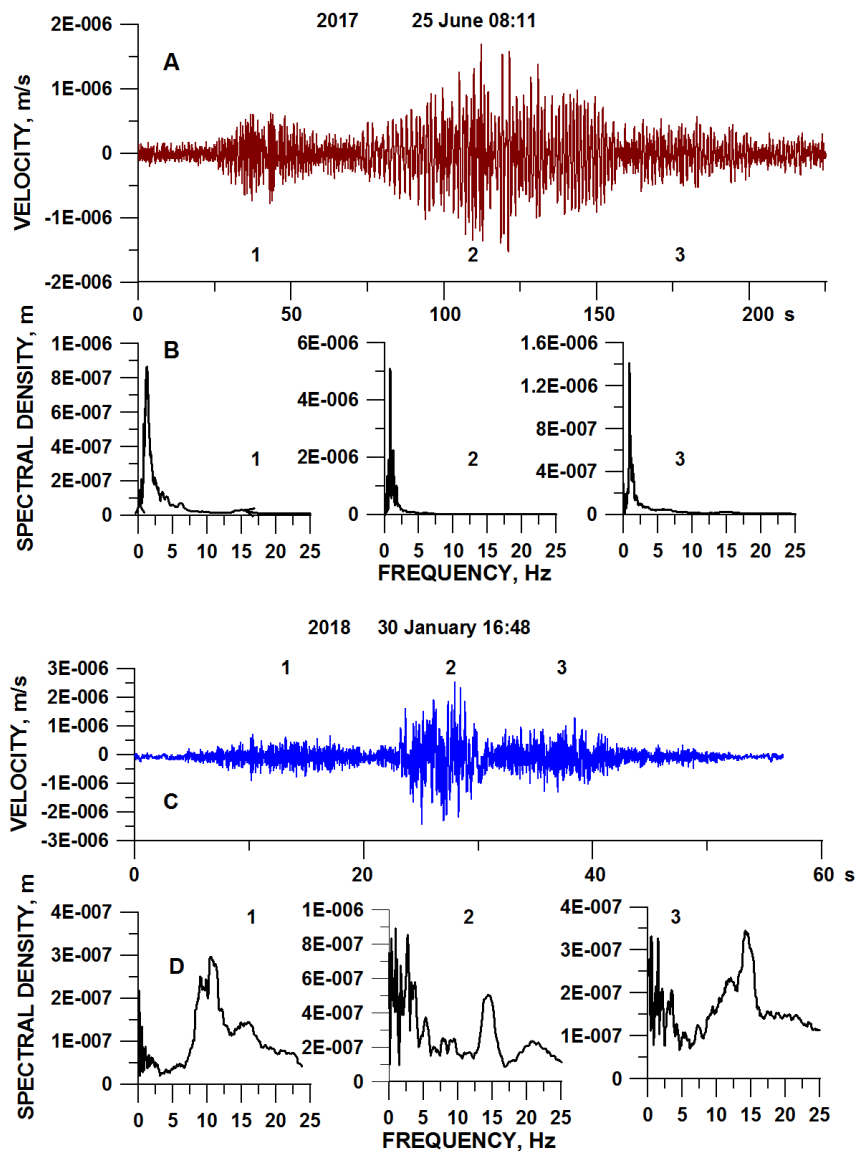 2017 25 June 08:11
A
VELOCITY, m/s
2E-006
1E-006
0
-1E-006
-2E-006
1 2 3
0 50 100 150 200 s
B
SPECTRAL DENSITY, m
1E-006
8E-007
6E-007
4E-007
2E-007
0
1
0 5 10 15 20 25
6E-006
4E-006
2E-006
0
2
0 5 10 15 20 25
1.6E-006
1.2E-006
8E-007
4E-007
0
3
0 5 10 15 20 25
FREQUENCY, Hz
2018 30 January 16:48
VELOCITY, m/s
3E-006
2E-006
1E-006
0
-1E-006
-2E-006
-3E-006
1 2 3
C
0 20 40 60 s
SPECTRAL DENSITY, m
4E-007
3E-007
2E-007
1E-007
0
1
D
0 5 10 15 20 25
1E-006
8E-007
6E-007
4E-007
2E-007
0
2
0 5 10 15 20 25
4E-007
3E-007
2E-007
1E-007
0
3
0 5 10 15 20 25
FREQUENCY, Hz